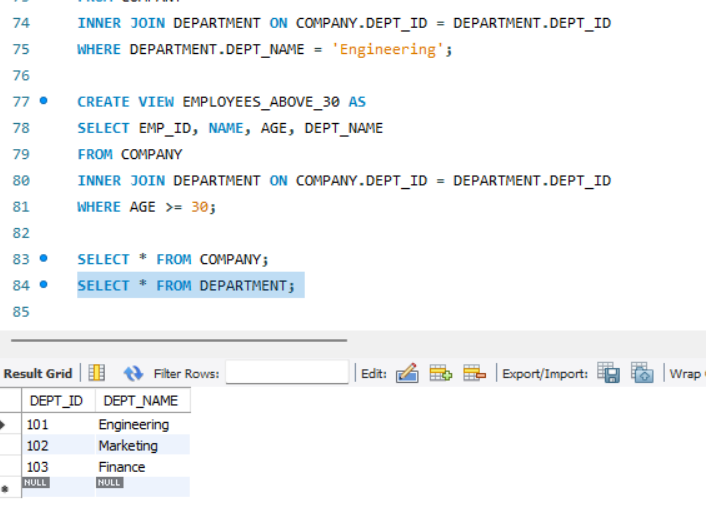 74 INNER JOIN DEPARTMENT ON COMPANY.DEPT_ID = DEPARTMENT.DEPT_ID
75 WHERE DEPARTMENT.DEPT_NAME = 'Engineering';
76
77 CREATE VIEW EMPLOYEES_ABOVE_30 AS
78 SELECT EMP_ID, NAME, AGE, DEPT_NAME
79 FROM COMPANY
80 INNER JOIN DEPARTMENT ON COMPANY.DEPT_ID = DEPARTMENT.DEPT_ID
81 WHERE AGE >= 30;
82
83 SELECT * FROM COMPANY;
84 SELECT * FROM DEPARTMENT;
85
Result Grid Filter Rows: Edit: Export/Import: Wrap
DEPT_ID DEPT_NAME
101 Engineering
102 Marketing
103 Finance
NULL NULL